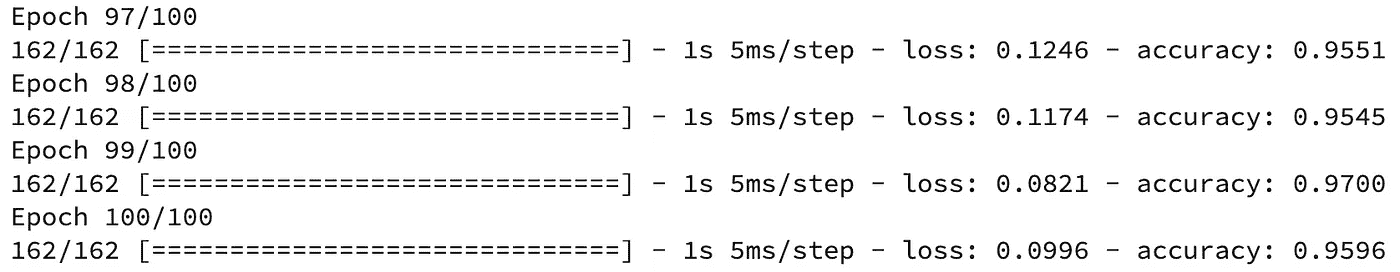 Epoch 97/100
162/162 [==============================] - 1s 5ms/step - loss: 0.1246 - accuracy: 0.9551
Epoch 98/100
162/162 [==============================] - 1s 5ms/step - loss: 0.1174 - accuracy: 0.9545
Epoch 99/100
162/162 [==============================] - 1s 5ms/step - loss: 0.0821 - accuracy: 0.9700
Epoch 100/100
162/162 [==============================] - 1s 5ms/step - loss: 0.0996 - accuracy: 0.9596